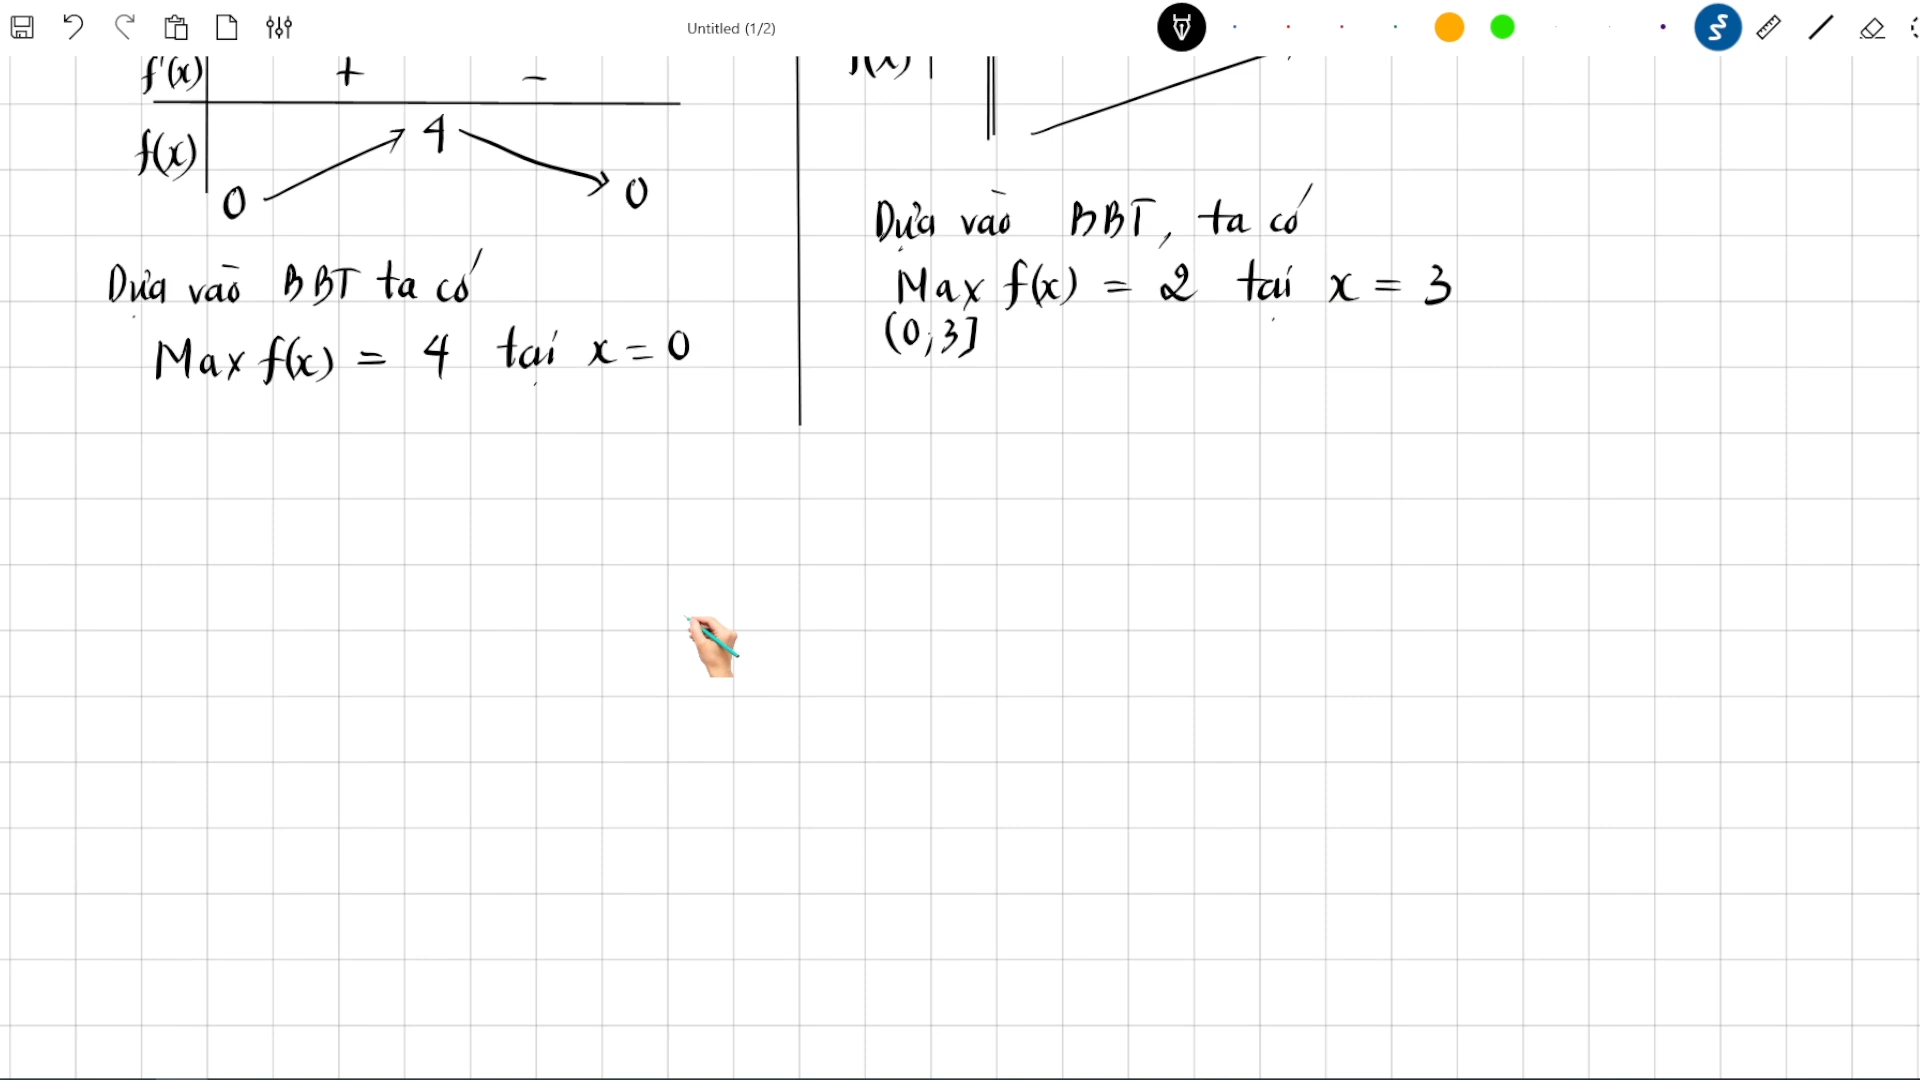 Untitled (1/2)
f'(x) + −
f(x) 0 4 0
Dựa vào BBT ta có
Max f(x) = 4 tại x = 0
f(x)
Dựa vào BBT, ta có
Max f(x) = 2 tại x = 3
(0;3]